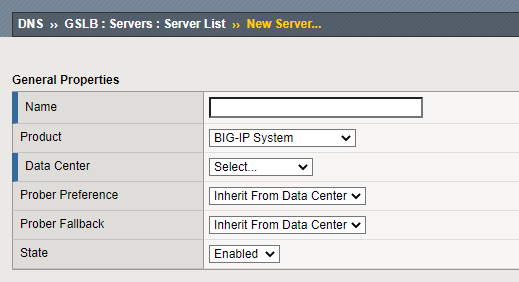 DNS ›› GSLB : Servers : Server List ›› New Server...
General Properties
Name
Product BIG-IP System
Data Center Select...
Prober Preference Inherit From Data Center
Prober Fallback Inherit From Data Center
State Enabled